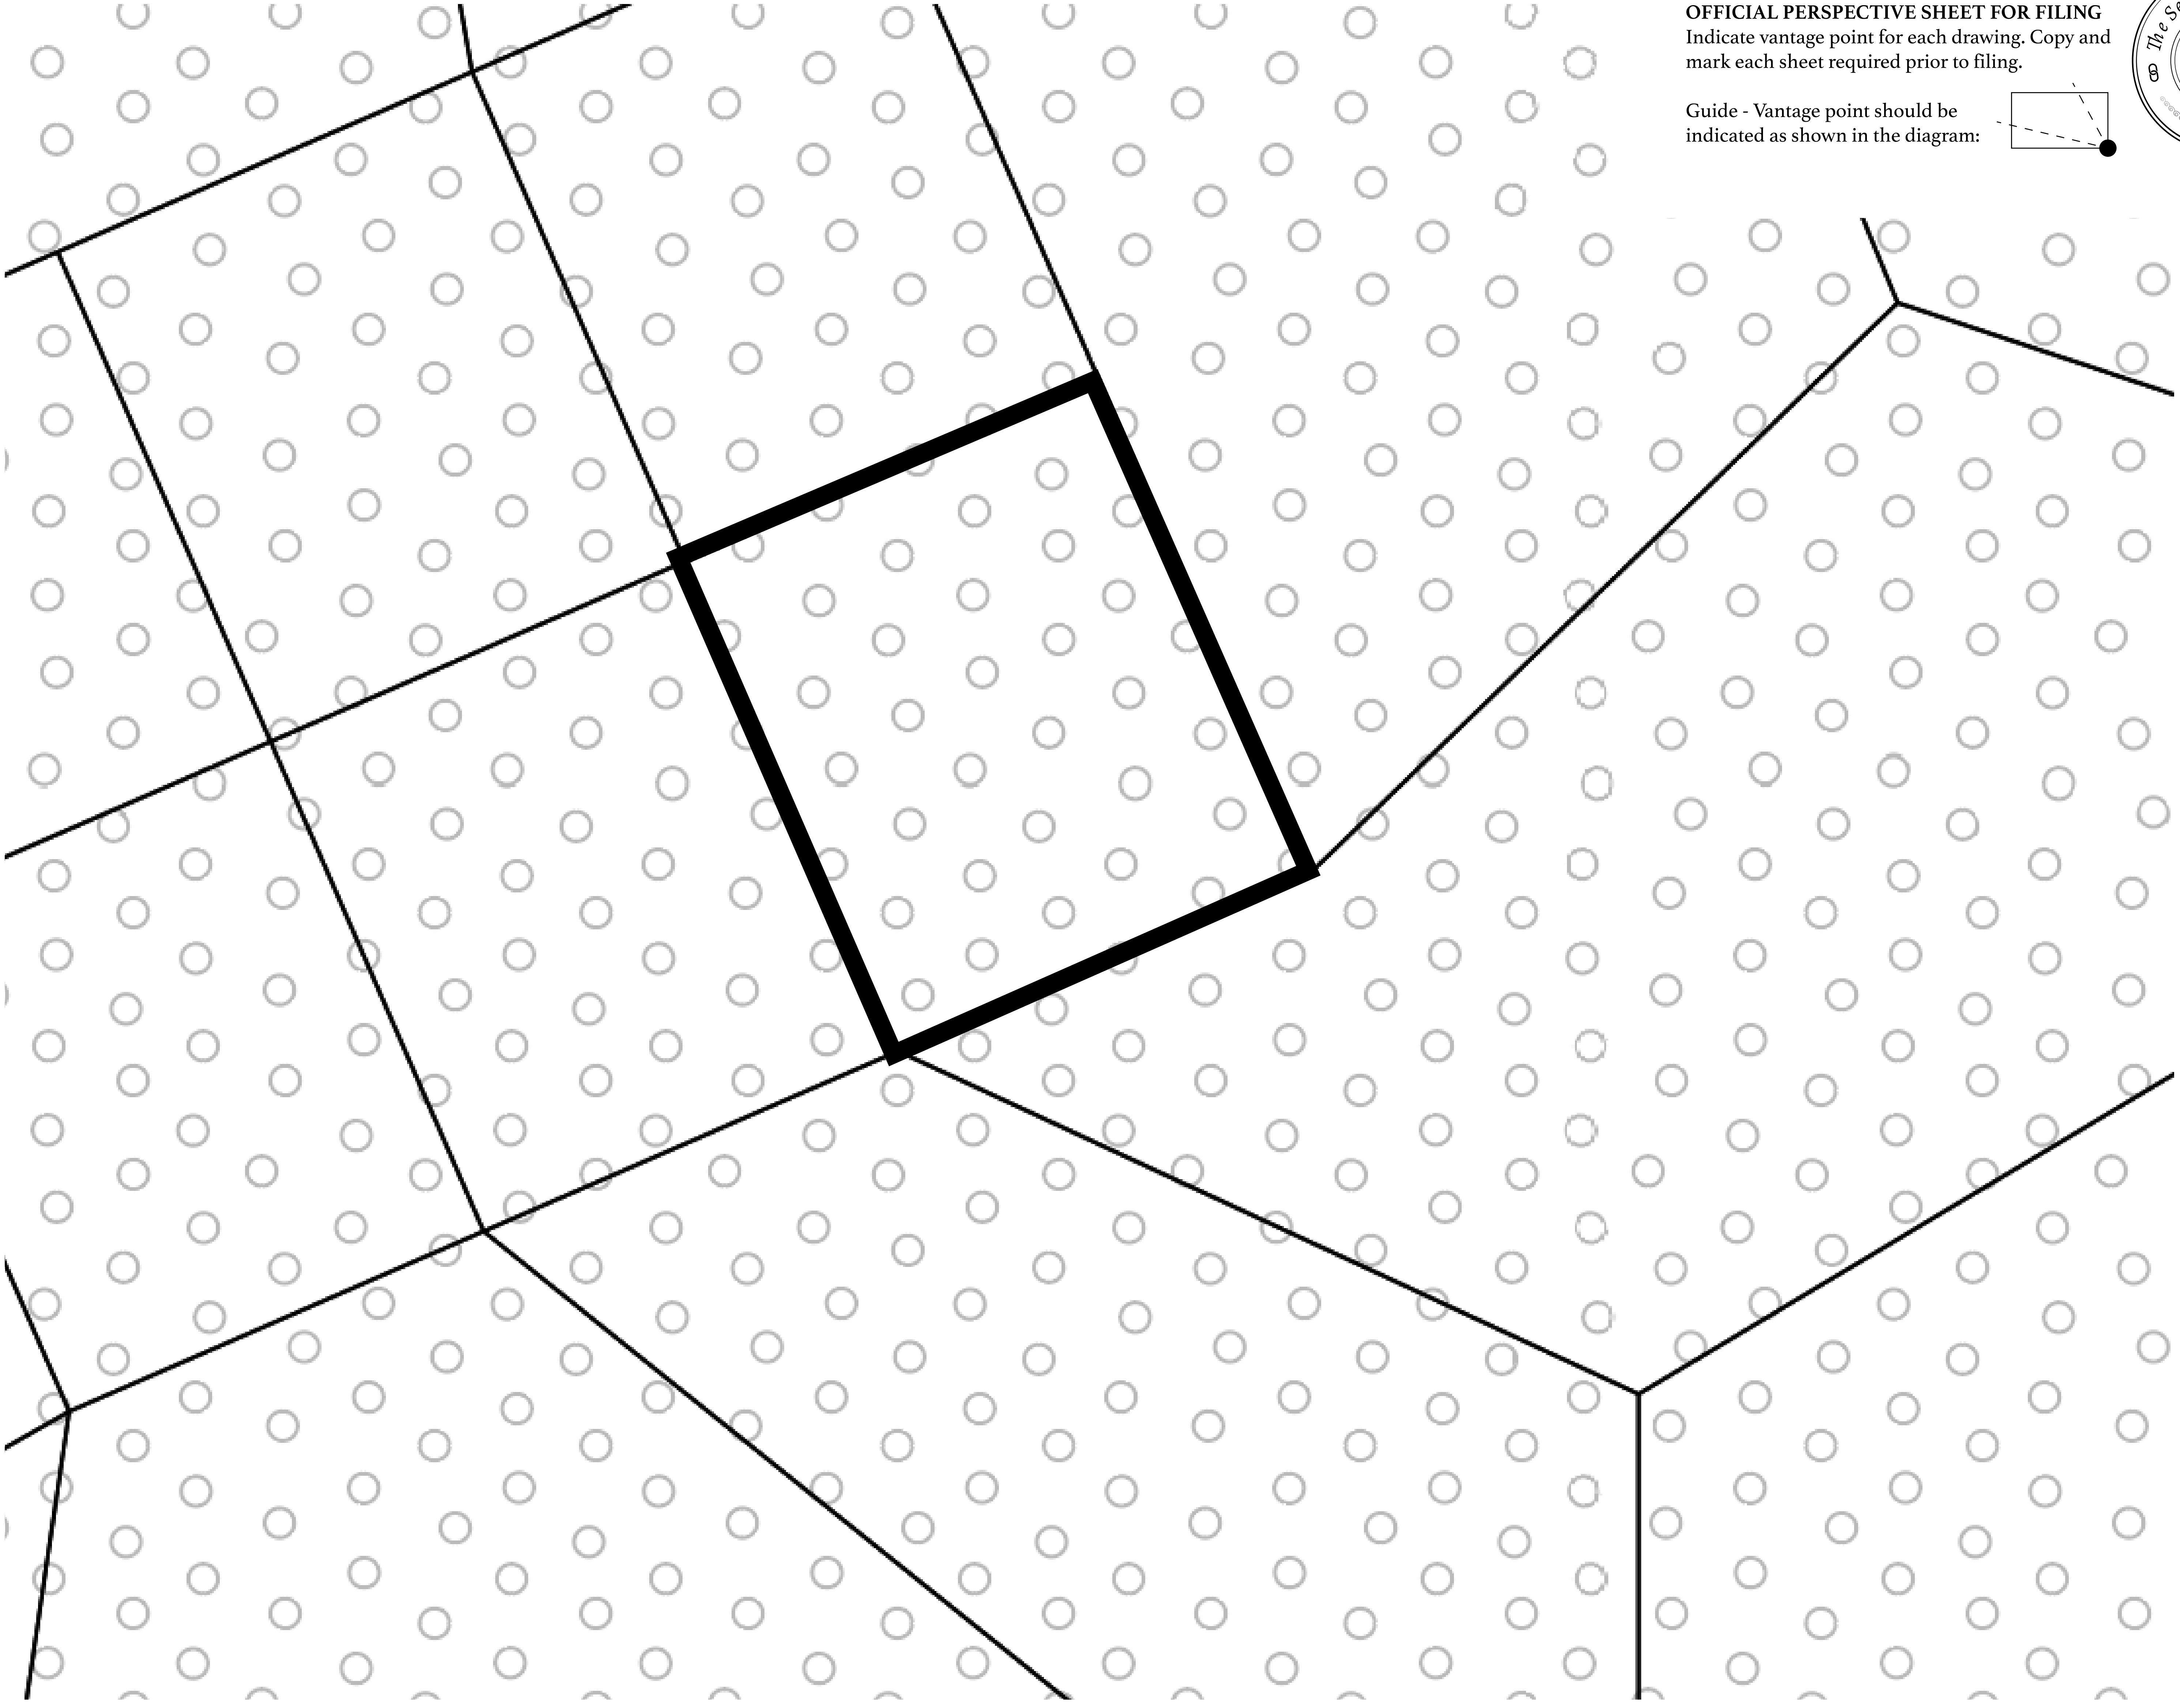 OFFICIAL PERSPECTIVE SHEET FOR FILING
Indicate vantage point for each drawing. Copy and
mark each sheet required prior to filing.
Guide - Vantage point should be
indicated as shown in the diagram:
The